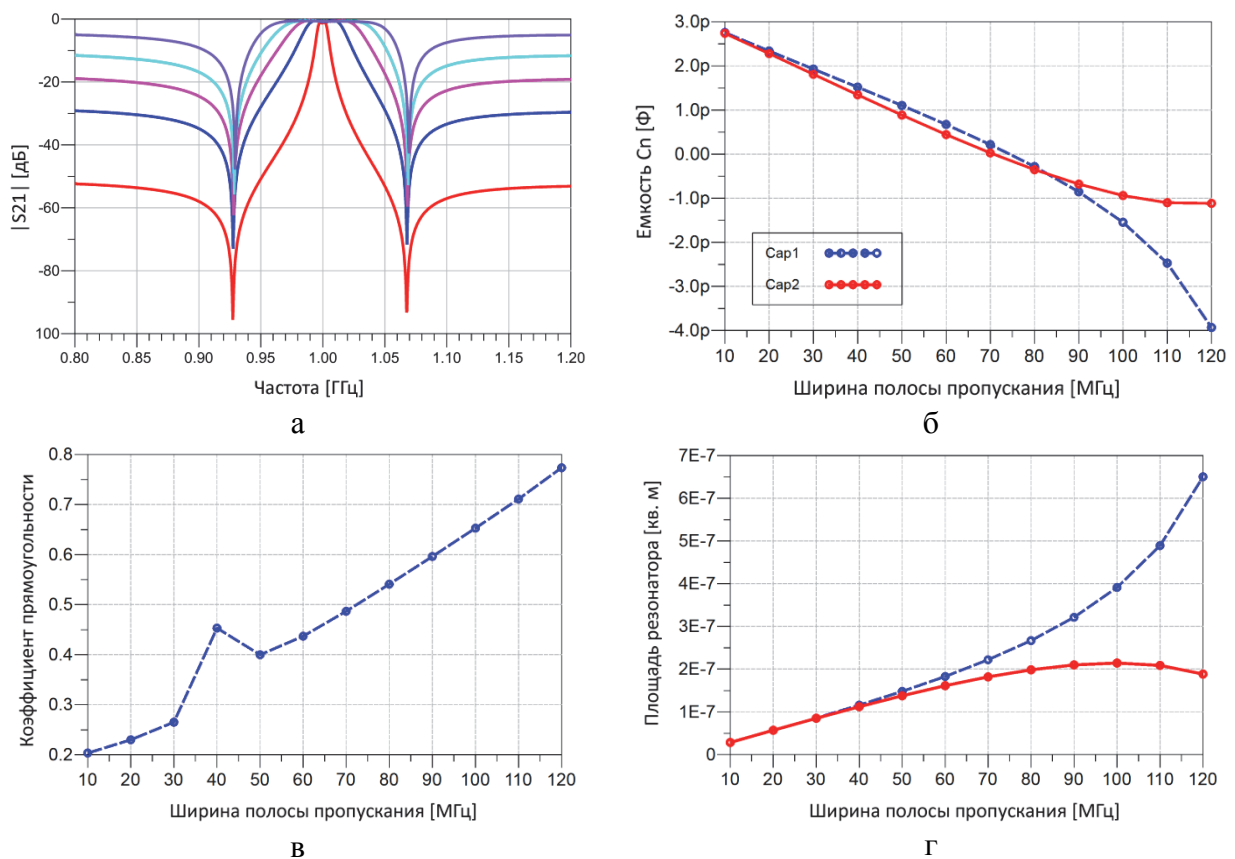 0
-20
-40
-60
-80
100
|S21| [дБ]
0.80 0.85 0.90 0.95 1.00 1.05 1.10 1.15 1.20
Частота [ГГц]
а
3.0p
2.0p
1.0p
0.00
-1.0p
-2.0p
-3.0p
-4.0p
Емкость Cn [Ф]
Cap1
Cap2
10 20 30 40 50 60 70 80 90 100 110 120
Ширина полосы пропускания [МГц]
б
0.8
0.7
0.6
0.5
0.4
0.3
0.2
Коэффициент прямоугольности
10 20 30 40 50 60 70 80 90 100 110 120
Ширина полосы пропускания [МГц]
в
7E-7
6E-7
5E-7
4E-7
3E-7
2E-7
1E-7
0
Площадь резонатора [кв. м]
10 20 30 40 50 60 70 80 90 100 110 120
Ширина полосы пропускания [МГц]
г